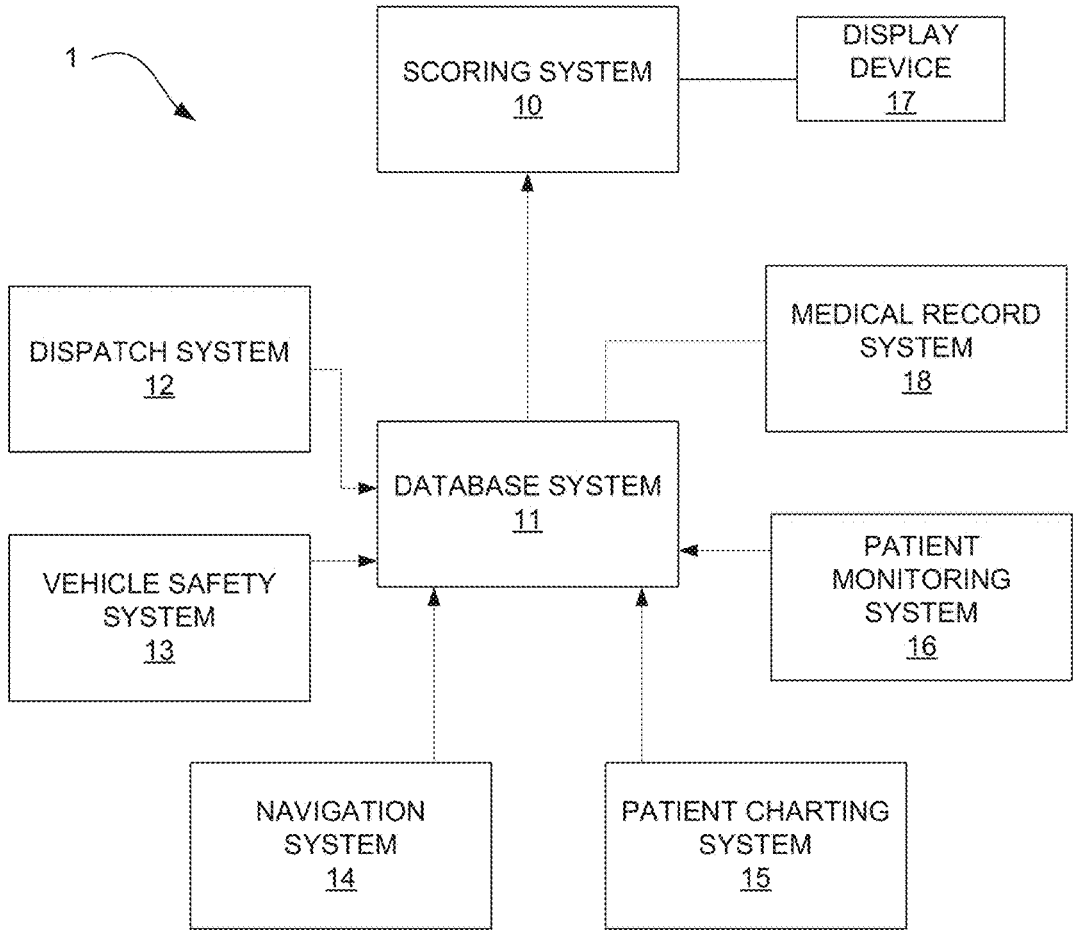 1
SCORING SYSTEM
10
DISPLAY
DEVICE
17
DISPATCH SYSTEM
12
MEDICAL RECORD
SYSTEM
18
DATABASE SYSTEM
11
VEHICLE SAFETY
SYSTEM
13
PATIENT
MONITORING
SYSTEM
16
NAVIGATION
SYSTEM
14
PATIENT CHARTING
SYSTEM
15